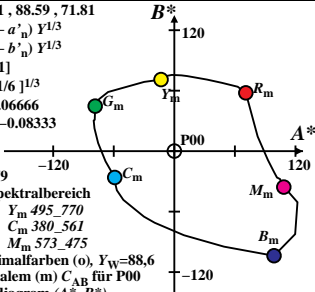 1 , 88.59 , 71.81
– a'n) Y1/3
– b'n) Y1/3
1]
1/6 ]1/3
.06666
–0.08333
9
pektralbereich
Ym 495_770
Cm 380_561
Mm 573_475
imalfarben (o), YW=88,6
alem (m) CAB für P00
B*
120
Ym
Rm
Gm
P00
A*
–120
120
Cm
Mm
Bm
–120